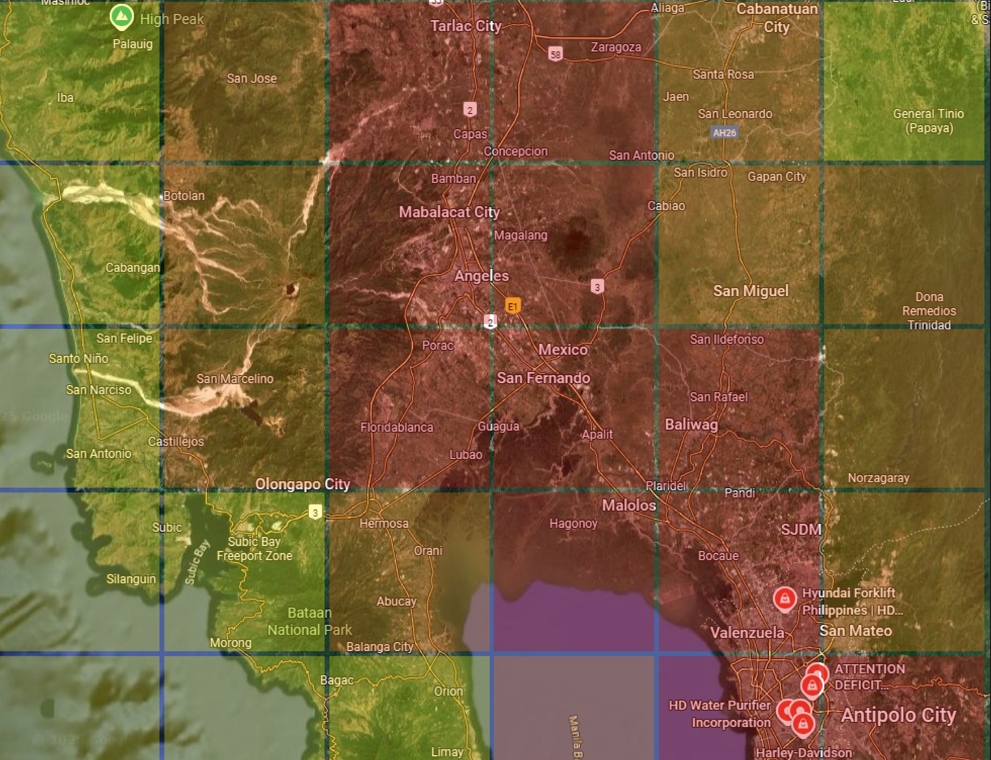 High Peak
Palauig
Iba
San Jose
Tarlac City
58
Zaragoza
Aliaga
Cabanatuan
City
Santa Rosa
Jaen
San Leonardo
AH26
General Tinio
(Papaya)
2
Capas
Concepcion
San Antonio
San Isidro
Gapan City
Bamban
Botolan
Mabalacat City
Cabiao
Magalang
Cabangan
Angeles
3
E1
San Miguel
Dona
Remedios
Trinidad
2
San Felipe
Porac
Mexico
San Ildefonso
Santo Niño
San Narciso
San Marcelino
San Fernando
San Rafael
Floridablanca
Guagua
Apalit
Baliwag
Castillejos
San Antonio
Lubao
Norzagaray
Olongapo City
Plaridel
Pandi
Malolos
3
Hermosa
Hagonoy
SJDM
Subic
Subic Bay
Subic Bay
Freeport Zone
Orani
Bocaue
Silanguin
Abucay
Hyundai Forklift
Philippines | HD...
Bataan
National Park
Valenzuela
San Mateo
Morong
Balanga City
ATTENTION
DEFICIT...
Bagac
Orion
HD Water Purifier
Incorporation
Antipolo City
Manila B
Limay
Harley-Davidson